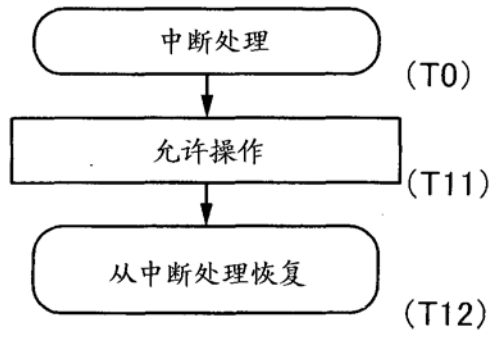 中断处理
(T0)
允许操作
(T11)
从中断处理恢复
(T12)